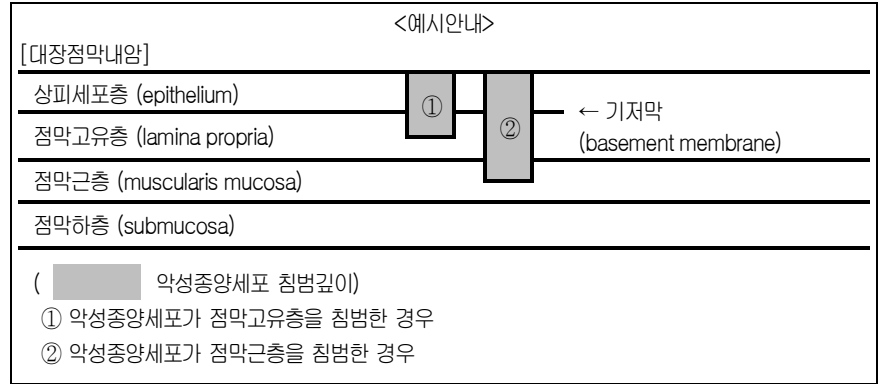 <예시안내>
[대장점막내암]
상피세포층 (epithelium)
①
← 기저막
점막고유층 (lamina propria)
②
(basement membrane)
점막근층 (muscularis mucosa)
점막하층 (submucosa)
( 악성종양세포 침범깊이)
① 악성종양세포가 점막고유층을 침범한 경우
② 악성종양세포가 점막근층을 침범한 경우